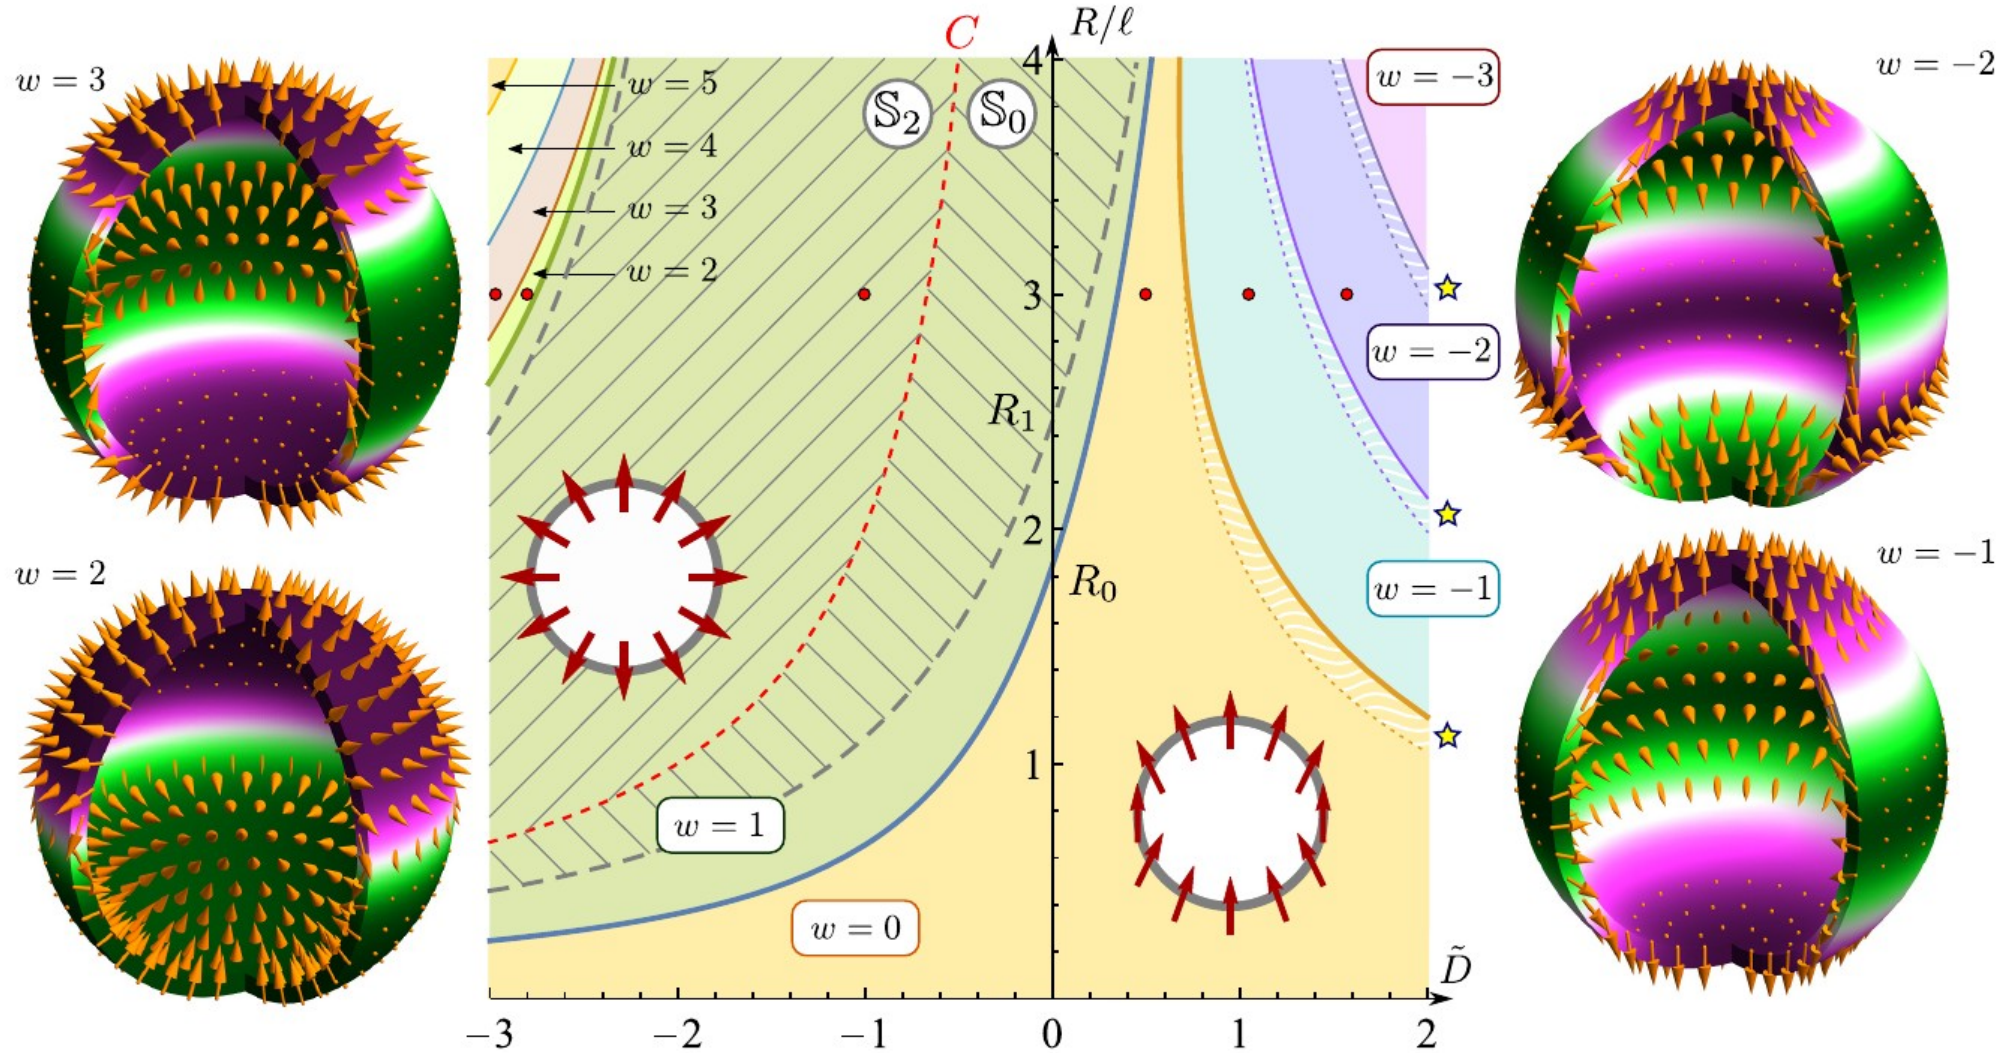 w = 3
w = 2
C
R/ℓ
𝕊₂
𝕊₀
w = 5
w = 4
w = 3
w = 2
4
3
2
1
R₁
R₀
w = 1
w = 0
w = −3
w = −2
w = −1
D̃
−3
−2
−1
0
1
2
w = −2
w = −1